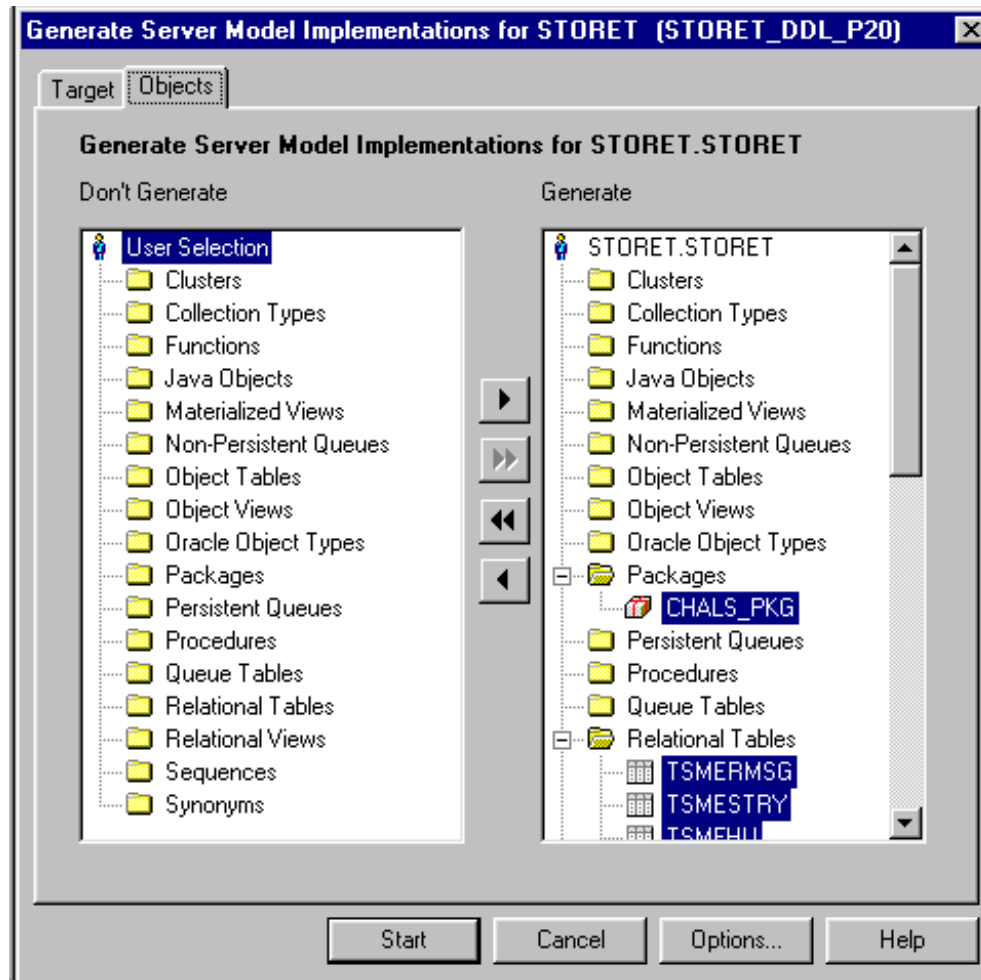 Generate Server Model Implementations for STORET (STORET_DDL_P20)
Target Objects
Generate Server Model Implementations for STORET.STORET
Don't Generate
User Selection
Clusters
Collection Types
Functions
Java Objects
Materialized Views
Non-Persistent Queues
Object Tables
Object Views
Oracle Object Types
Packages
Persistent Queues
Procedures
Queue Tables
Relational Tables
Relational Views
Sequences
Synonyms
Generate
STORET.STORET
Clusters
Collection Types
Functions
Java Objects
Materialized Views
Non-Persistent Queues
Object Tables
Object Views
Oracle Object Types
Packages
CHALS_PKG
Persistent Queues
Procedures
Queue Tables
Relational Tables
TSMERMSG
TSMESTRY
Start Cancel Options... Help